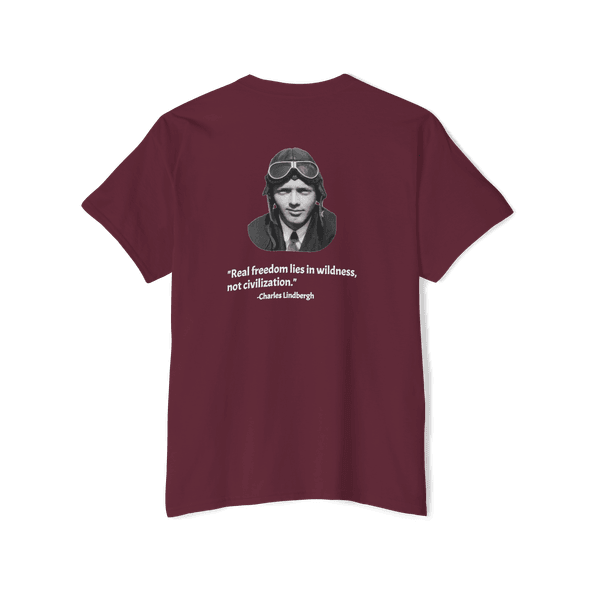 "Real freedom lies in wildness,
not civilization."
-Charles Lindbergh